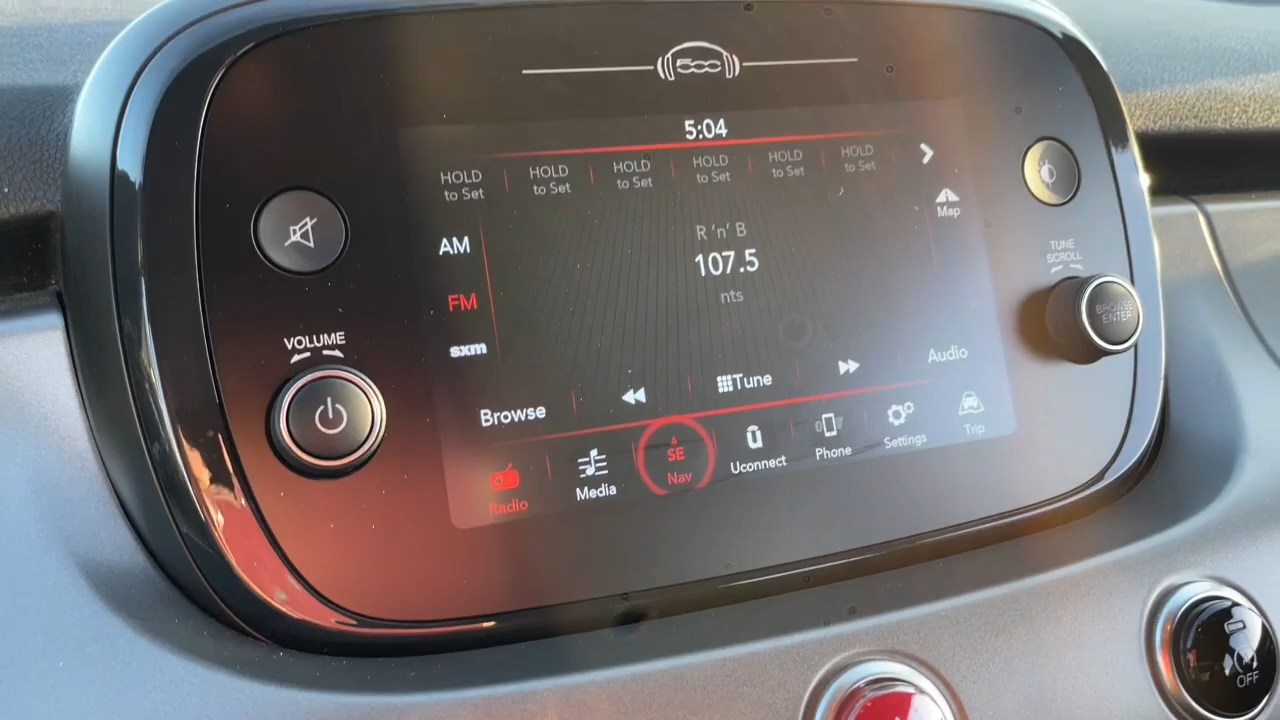 500
5:04
HOLD to Set
HOLD to Set
HOLD to Set
HOLD to Set
HOLD to Set
HOLD to Set
Map
AM
R 'n' B
FM
107.5
sxm
nts
Browse
Tune
Audio
Radio
Media
SE
Nav
Uconnect
Phone
Settings
Trip
VOLUME
TUNE
SCROLL
BROWSE
ENTER
OFF